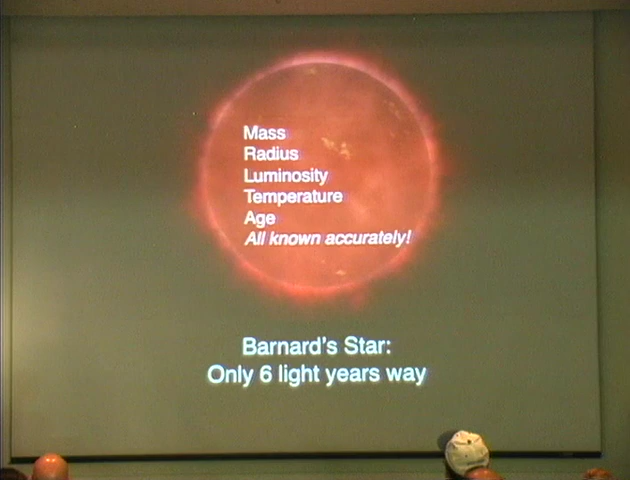 Mass
Radius
Luminosity
Temperature
Age
All known accurately!
Barnard's Star:
Only 6 light years way